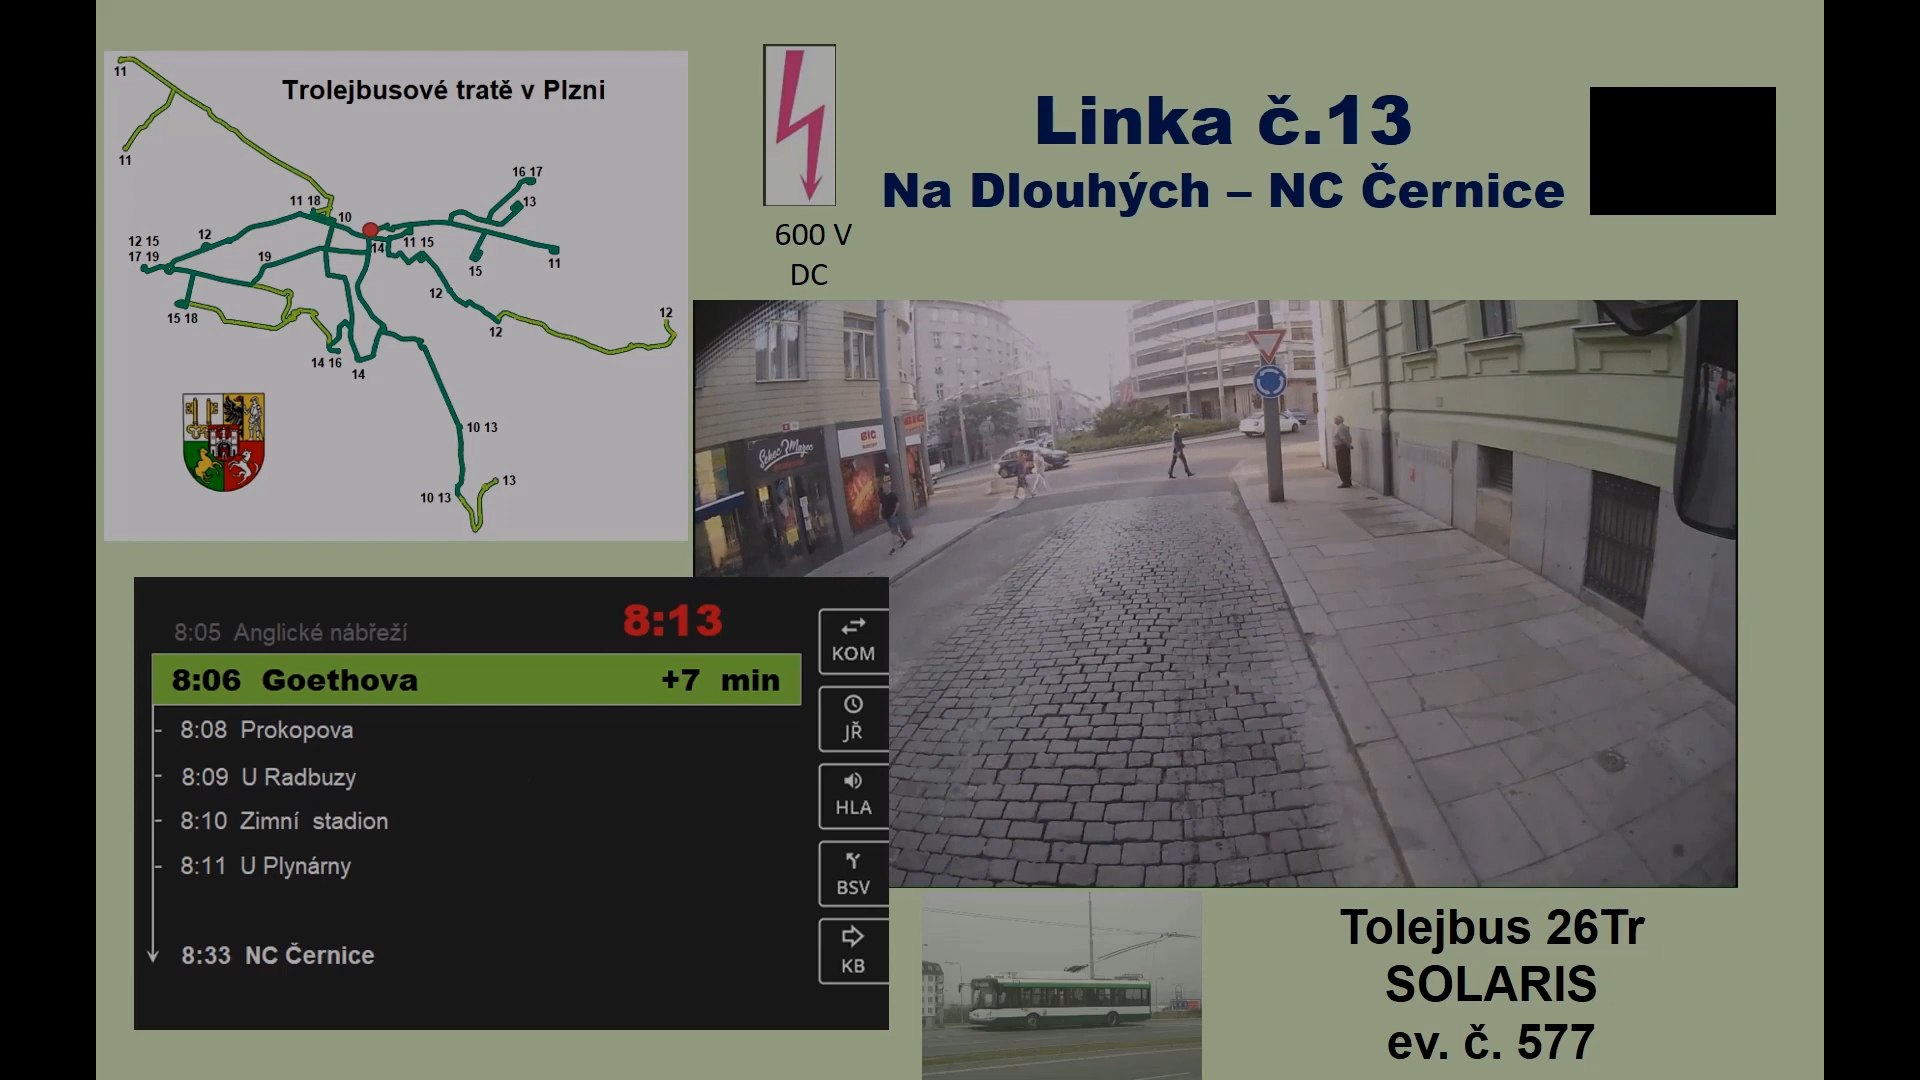 Trolejbusové tratě v Plzni
11
11
16 17
13
11 18
10
12
12 15
17 19
19
14
11 15
15
11
12
15 18
12
12
14 16
14
10 13
10 13
13
600 V
DC
Linka č.13
Na Dlouhých – NC Černice
Sekec Mazec
BIG
BIG
8:13
8:05 Anglické nábřeží
8:06 Goethova +7 min
8:08 Prokopova
8:09 U Radbuzy
8:10 Zimní stadion
8:11 U Plynárny
8:33 NC Černice
KOM
JŘ
HLA
BSV
KB
Tolejbus 26Tr
SOLARIS
ev. č. 577